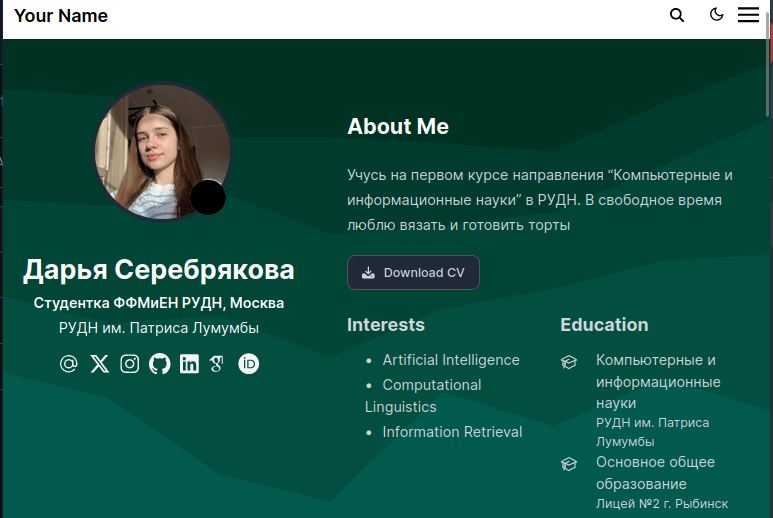 Your Name
About Me
Учусь на первом курсе направления “Компьютерные и
информационные науки” в РУДН. В свободное время
люблю вязать и готовить торты
Download CV
Дарья Серебрякова
Студентка ФФМиЕН РУДН, Москва
РУДН им. Патриса Лумумбы
Interests
• Artificial Intelligence
• Computational
Linguistics
• Information Retrieval
Education
Компьютерные и
информационные
науки
РУДН им. Патриса
Лумумбы
Основное общее
образование
Лицей №2 г. Рыбинск